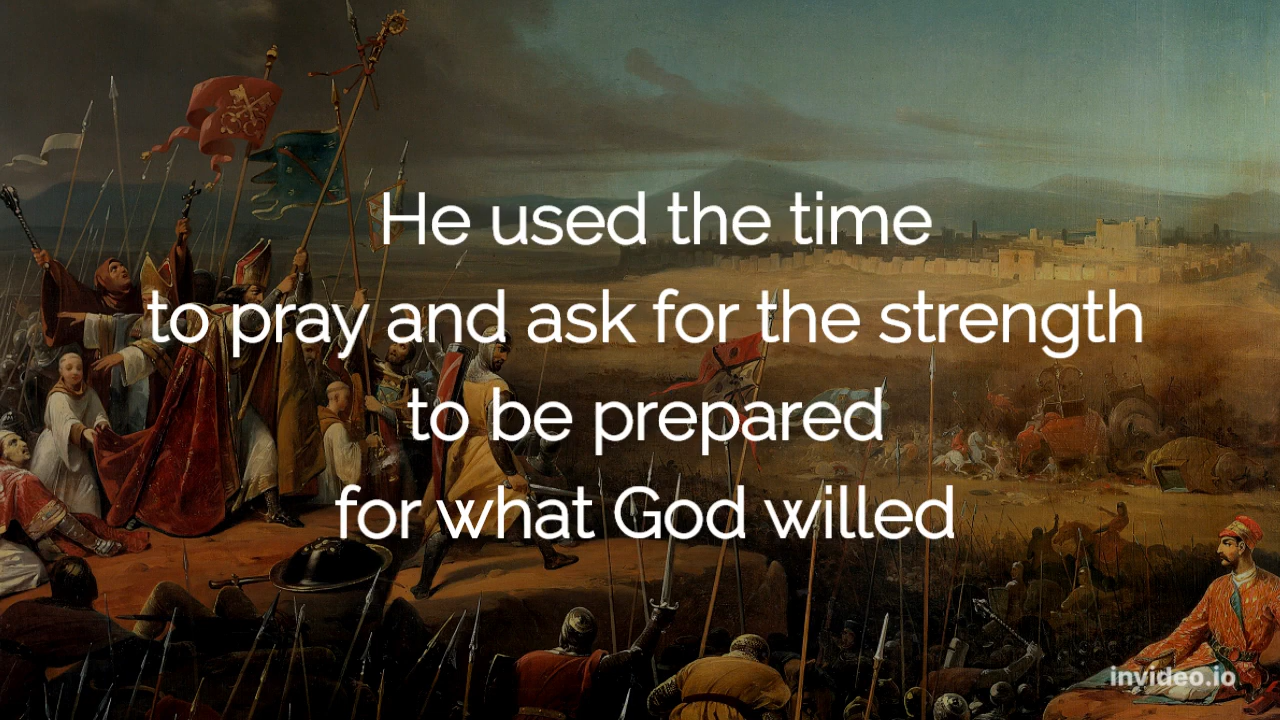 He used the time
to pray and ask for the strength
to be prepared
for what God willed
invideo.io